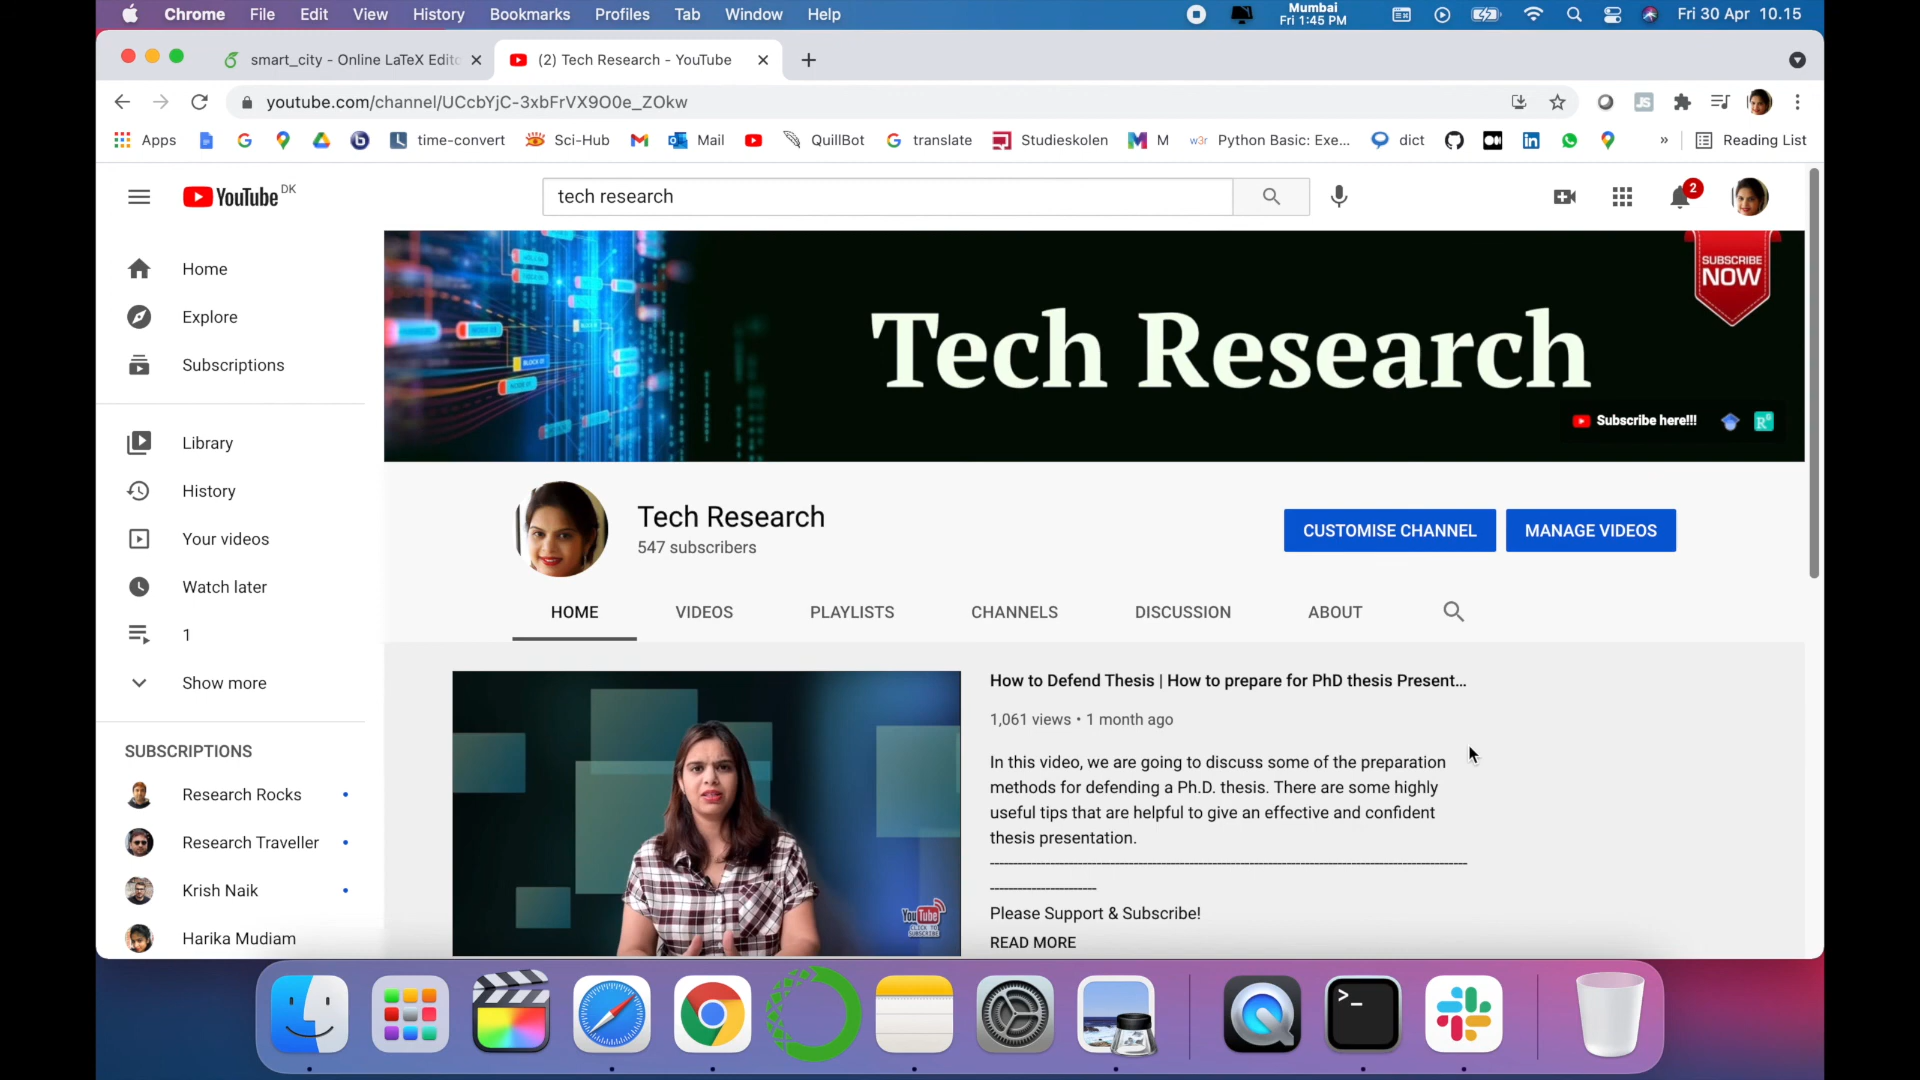 Chrome File Edit View History Bookmarks Profiles Tab Window Help
Mumbai
Fri 1:45 PM
Fri 30 Apr 10.15
smart_city - Online LaTeX Edito
(2) Tech Research - YouTube
youtube.com/channel/UCcbYjC-3xbFrVX9O0e_ZOkw
JS
Apps
time-convert
Sci-Hub
Mail
QuillBot
translate
Studieskolen
M
w3r Python Basic: Exe...
dict
» Reading List
YouTube DK
tech research
2
Home
Explore
Subscriptions
Library
History
Your videos
Watch later
1
Show more
SUBSCRIPTIONS
Research Rocks
Research Traveller
Krish Naik
Harika Mudiam
Tech Research
SUBSCRIBE
NOW
Subscribe here!!!
Tech Research
547 subscribers
CUSTOMISE CHANNEL
MANAGE VIDEOS
HOME VIDEOS PLAYLISTS CHANNELS DISCUSSION ABOUT
YouTube
How to Defend Thesis | How to prepare for PhD thesis Present...
1,061 views • 1 month ago
In this video, we are going to discuss some of the preparation
methods for defending a Ph.D. thesis. There are some highly
useful tips that are helpful to give an effective and confident
thesis presentation.
Please Support & Subscribe!
READ MORE